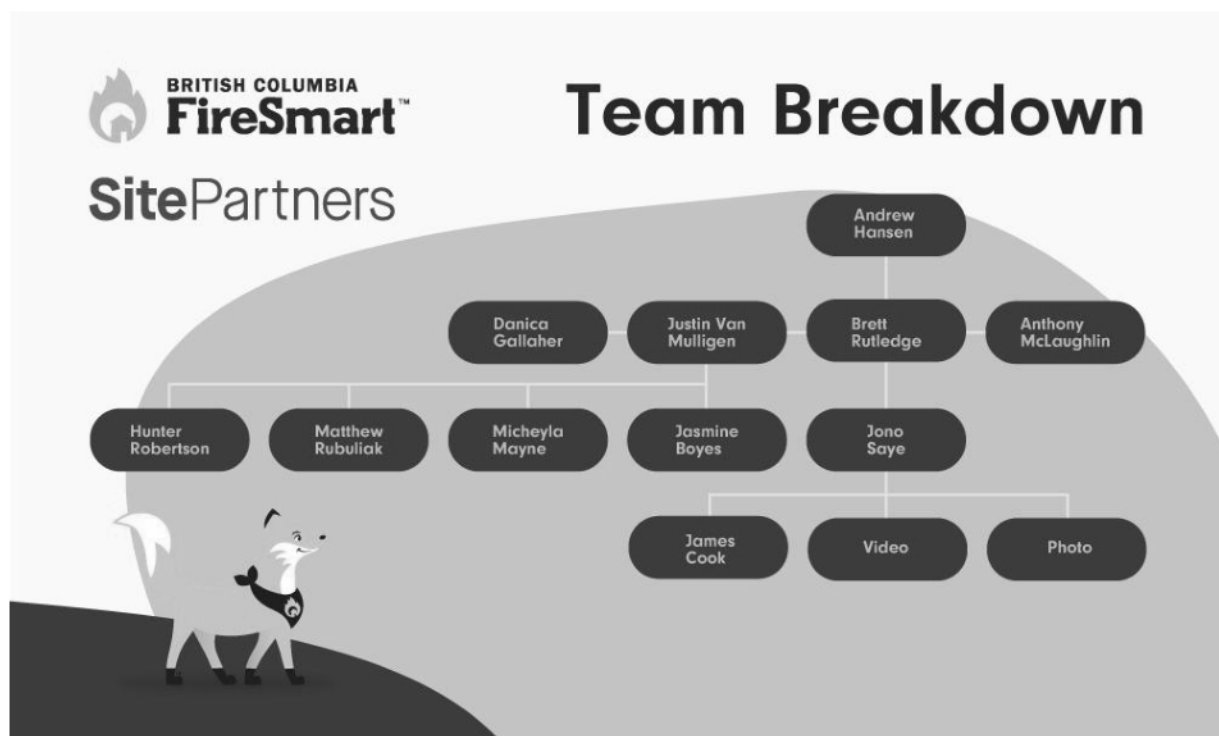 BRITISH COLUMBIA
FireSmart™
Team Breakdown
SitePartners
Andrew
Hansen
Danica
Gallaher
Justin Van
Mulligen
Brett
Rutledge
Anthony
McLaughlin
Hunter
Robertson
Matthew
Rubuliak
Micheyla
Mayne
Jasmine
Boyes
Jono
Saye
James
Cook
Video
Photo